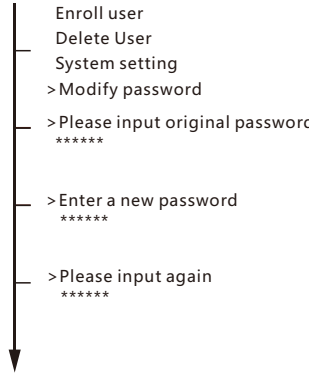 Enroll user
Delete User
System setting
>Modify password
>Please input original password
******
>Enter a new password
******
>Please input again
******